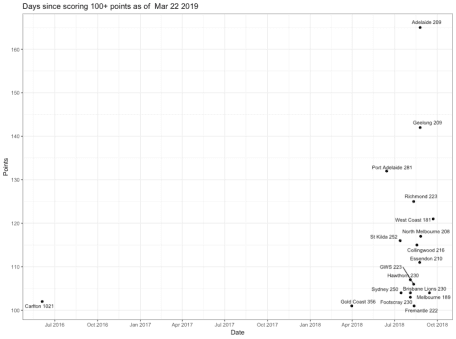 Days since scoring 100+ points as of Mar 22 2019
Adelaide 209
160
150
Geelong 209
140
Port Adelaide 281
130
Richmond 223
West Coast 181
120
North Melbourne 208
St Kilda 252
Collingwood 216
Essendon 210
110
GWS 223
Hawthorn 230
Sydney 250
Brisbane Lions 230
Melbourne 189
Carlton 1021
Gold Coast 356
Footscray 230
Fremantle 222
100
Points
Jul 2016
Oct 2016
Jan 2017
Apr 2017
Jul 2017
Oct 2017
Jan 2018
Apr 2018
Jul 2018
Oct 2018
Date